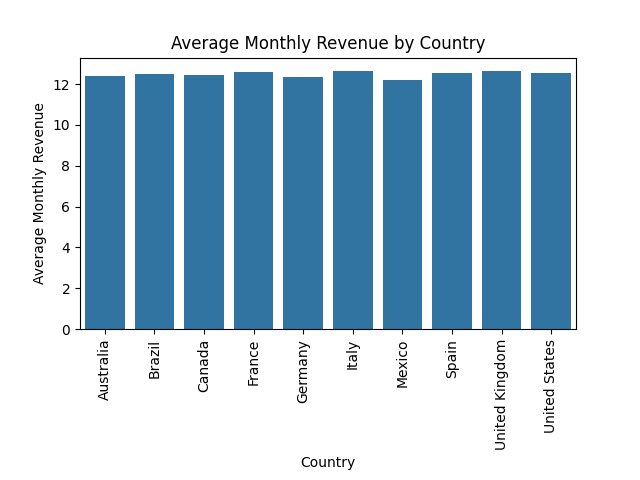 Average Monthly Revenue by Country
Average Monthly Revenue
12
10
8
6
4
2
0
Australia
Brazil
Canada
France
Germany
Italy
Mexico
Spain
United Kingdom
United States
Country